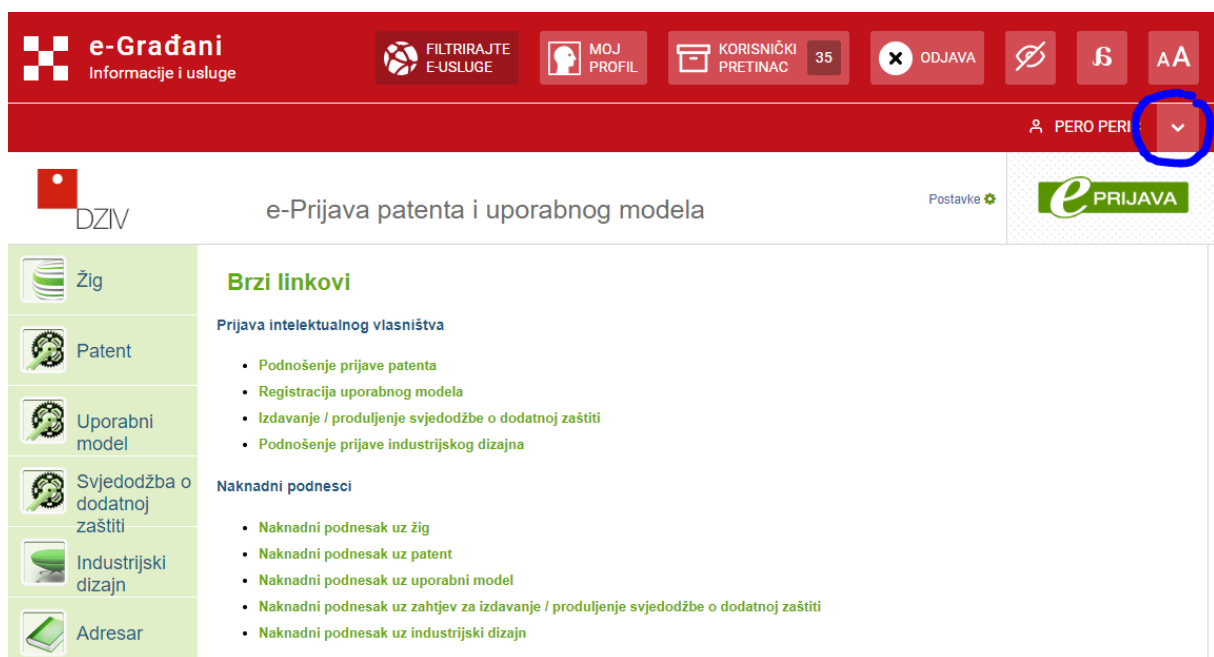 e-Građani
Informacije i usluge
FILTRIRAJTE
E-USLUGE
MOJ
PROFIL
KORISNIČKI
PRETINAC
35
ODJAVA
AA
PERO PERI
DZIV
e-Prijava patenta i uporabnog modela
Postavke
e PRIJAVA
Žig
Patent
Uporabni
model
Svjedodžba o
dodatnoj
zaštiti
Industrijski
dizajn
Adresar
Brzi linkovi
Prijava intelektualnog vlasništva
Podnošenje prijave patenta
Registracija uporabnog modela
Izdavanje / produljenje svjedodžbe o dodatnoj zaštiti
Podnošenje prijave industrijskog dizajna
Naknadni podnesci
Naknadni podnesak uz žig
Naknadni podnesak uz patent
Naknadni podnesak uz uporabni model
Naknadni podnesak uz zahtjev za izdavanje / produljenje svjedodžbe o dodatnoj zaštiti
Naknadni podnesak uz industrijski dizajn